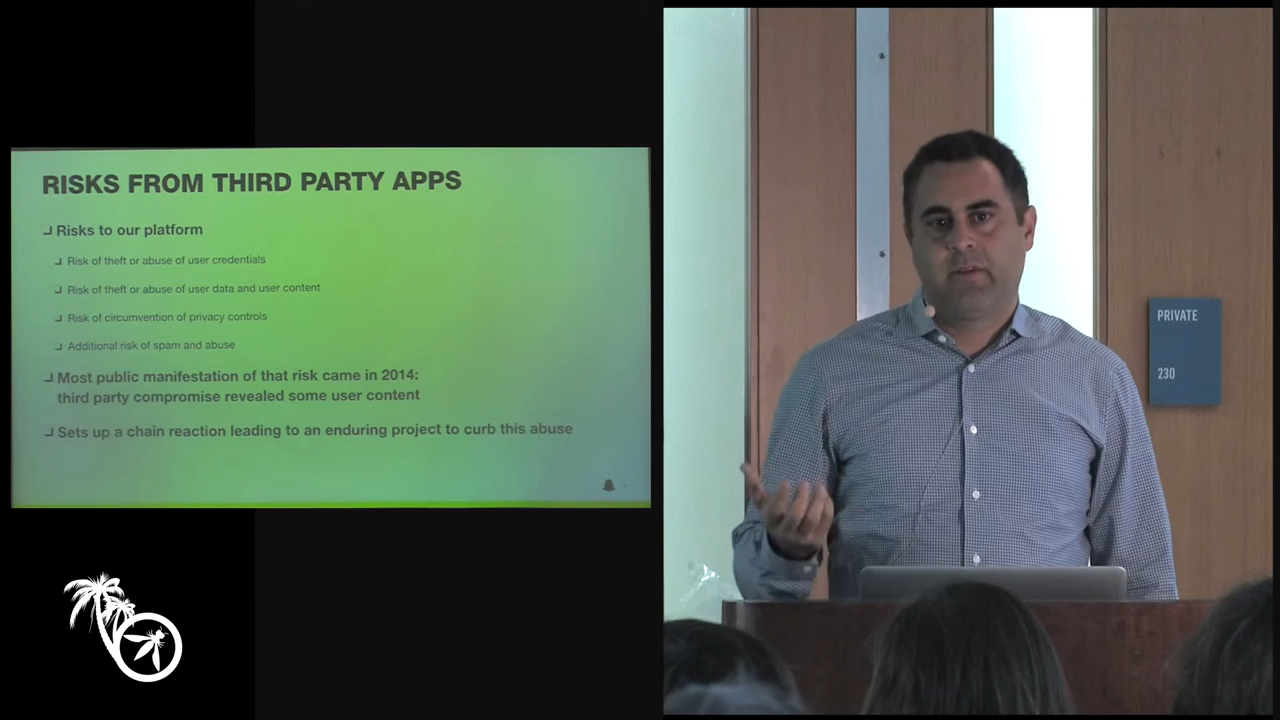 RISKS FROM THIRD PARTY APPS
Risks to our platform
Risk of theft or abuse of user credentials
Risk of theft or abuse of user data and user content
Risk of circumvention of privacy controls
Additional risk of spam and abuse
Most public manifestation of that risk came in 2014:
third party compromise revealed some user content
Sets up a chain reaction leading to an enduring project to curb this abuse
PRIVATE
230